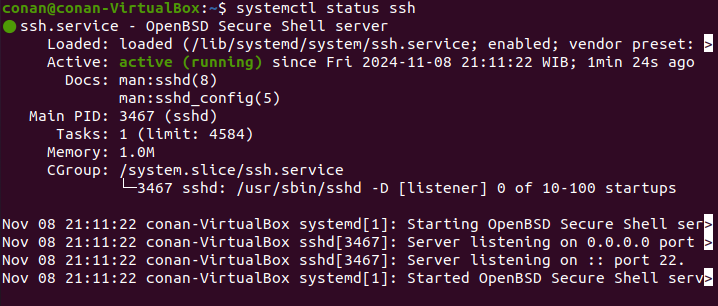 conan@conan-VirtualBox:~$ systemctl status ssh
● ssh.service - OpenBSD Secure Shell server
Loaded: loaded (/lib/systemd/system/ssh.service; enabled; vendor preset: >
Active: active (running) since Fri 2024-11-08 21:11:22 WIB; 1min 24s ago
Docs: man:sshd(8)
man:sshd_config(5)
Main PID: 3467 (sshd)
Tasks: 1 (limit: 4584)
Memory: 1.0M
CGroup: /system.slice/ssh.service
└─3467 sshd: /usr/sbin/sshd -D [listener] 0 of 10-100 startups
Nov 08 21:11:22 conan-VirtualBox systemd[1]: Starting OpenBSD Secure Shell ser>
Nov 08 21:11:22 conan-VirtualBox sshd[3467]: Server listening on 0.0.0.0 port >
Nov 08 21:11:22 conan-VirtualBox sshd[3467]: Server listening on :: port 22.
Nov 08 21:11:22 conan-VirtualBox systemd[1]: Started OpenBSD Secure Shell serv>